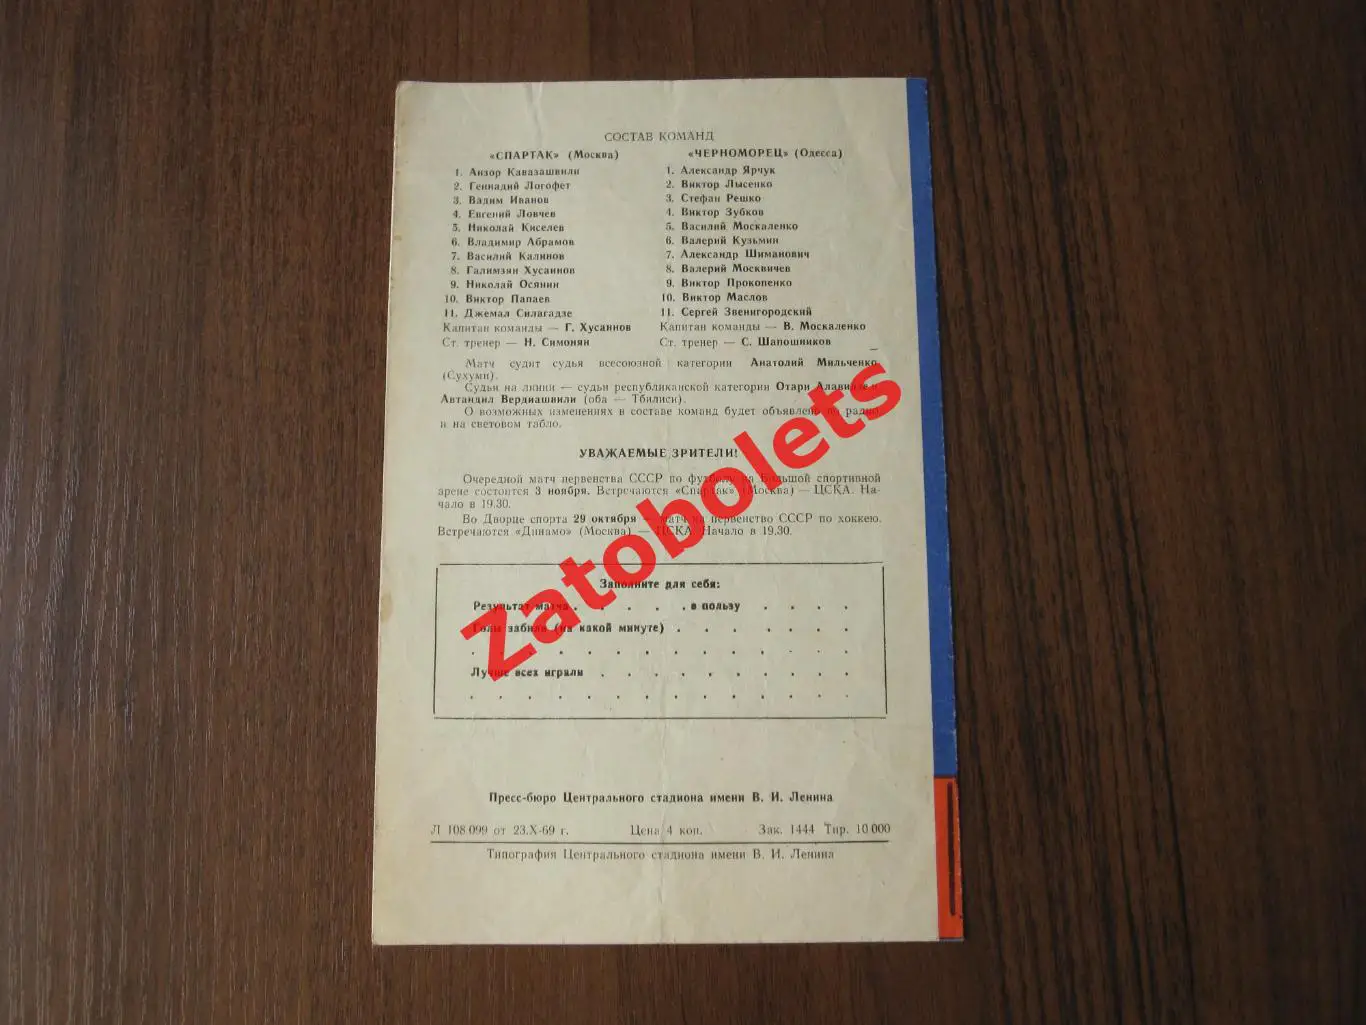 СОСТАВ КОМАНД
«СПАРТАК» (Москва)
1. Анзор Кавазашвили
2. Геннадий Логофет
3. Вадим Иванов
4. Евгений Ловчев
5. Николай Киселев
6. Владимир Абрамов
7. Василий Калинов
8. Галимзян Хусаинов
9. Николай Осянин
10. Виктор Папаев
11. Джемал Силагадзе
Капитан команды — Г. Хусаинов
Ст. тренер — Н. Симонян
«ЧЕРНОМОРЕЦ» (Одесса)
1. Александр Ярчук
2. Виктор Лысенко
3. Стефан Решко
4. Виктор Зубков
5. Василий Москаленко
6. Валерий Кузьмин
7. Александр Шиманович
8. Валерий Москвичев
9. Виктор Прокопенко
10. Виктор Маслов
11. Сергей Звенигородский
Капитан команды — В. Москаленко
Ст. тренер — С. Шапошников
Матч судит судья всесоюзной категории Анатолий Мильченко
(Сухуми).
Судьи на линии — судьи республиканской категории Отари
Автандил Вердиашвили (оба — Тбилиси).
О возможных изменениях в составе команд будет объявлено по радио
и на световом табло.
УВАЖАЕМЫЕ ЗРИТЕЛИ!
Очередной матч первенства СССР по футболу на Большой спортивной
арене состоится 3 ноября. Встречаются «Спартак» (Москва) — ЦСКА. На-
чало в 19.30.
Во Дворце спорта 29 октября — матч на первенство СССР по хоккею.
Встречаются «Динамо» (Москва) — ЦСКА. Начало в 19.30.
Заполните для себя:
Результат матча . . . . . . в пользу . . . .
Голы забили (на какой минуте) . . . . . . .
Лучше всех играли . . . . . . . . . .
Пресс-бюро Центрального стадиона имени В. И. Ленина
Л 108 099 от 23.X-69 г. Цена 4 коп. Зак. 1444 Тир. 10 000
Типография Центрального стадиона имени В. И. Ленина
Zatobolets